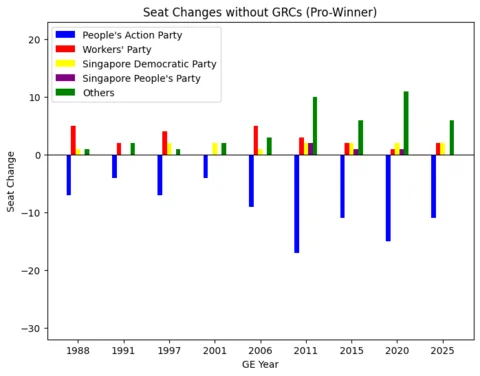 Seat Changes without GRCs (Pro-Winner)
People's Action Party
Workers' Party
Singapore Democratic Party
Singapore People's Party
Others
20
10
0
−10
−20
−30
Seat Change
1988 1991 1997 2001 2006 2011 2015 2020 2025
GE Year